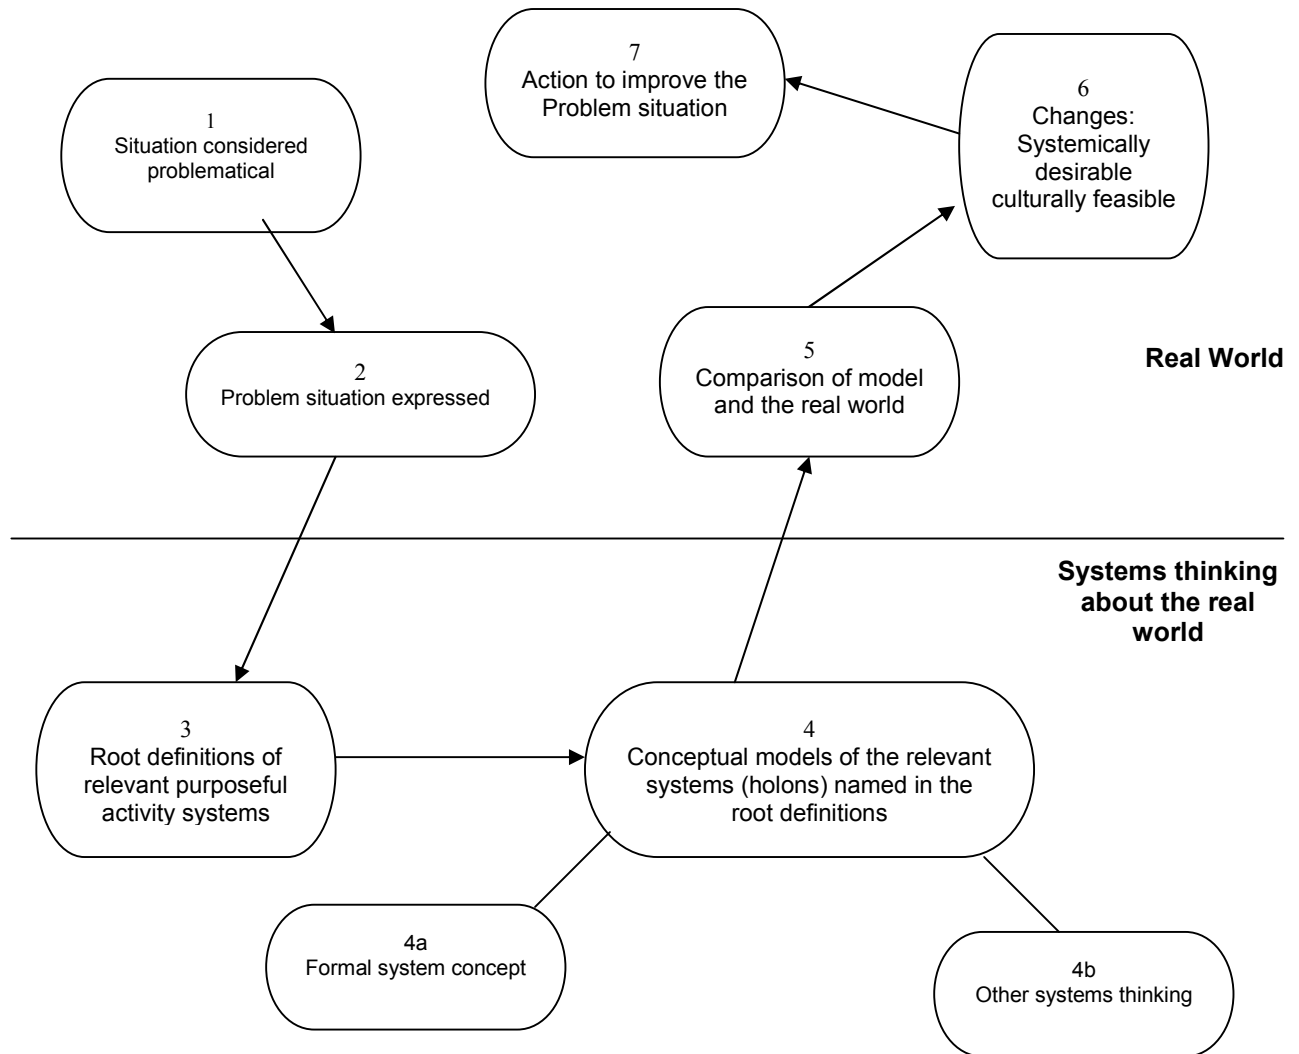 1
Situation considered
problematical
7
Action to improve the
Problem situation
6
Changes:
Systemically
desirable
culturally feasible
2
Problem situation expressed
5
Comparison of model
and the real world
Real World
Systems thinking
about the real
world
3
Root definitions of
relevant purposeful
activity systems
4
Conceptual models of the relevant
systems (holons) named in the
root definitions
4a
Formal system concept
4b
Other systems thinking